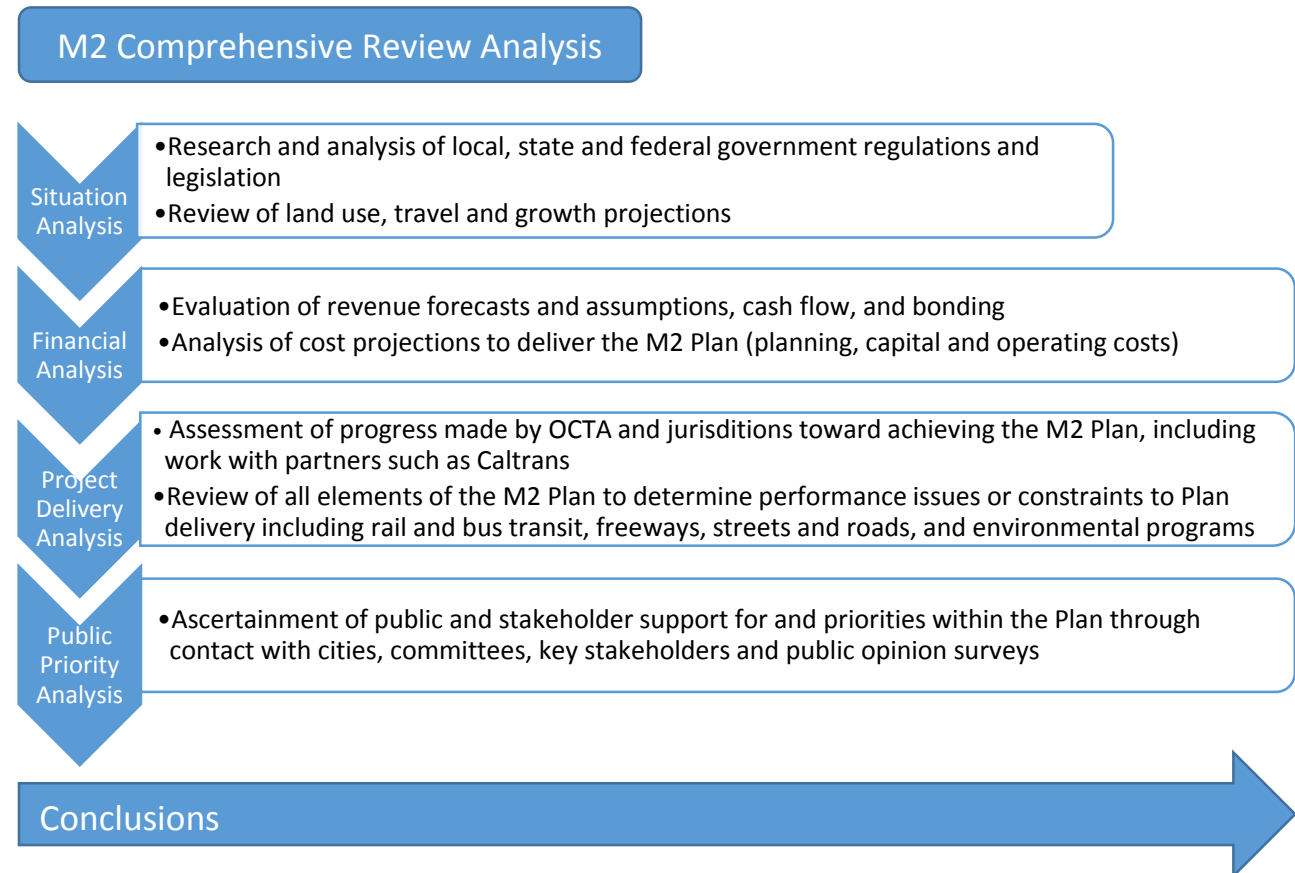 M2 Comprehensive Review Analysis
Situation
Analysis
•Research and analysis of local, state and federal government regulations and
legislation
•Review of land use, travel and growth projections
Financial
Analysis
•Evaluation of revenue forecasts and assumptions, cash flow, and bonding
•Analysis of cost projections to deliver the M2 Plan (planning, capital and operating costs)
Project
Delivery
Analysis
• Assessment of progress made by OCTA and jurisditions toward achieving the M2 Plan, including
work with partners such as Caltrans
•Review of all elements of the M2 Plan to determine performance issues or constraints to Plan
delivery including rail and bus transit, freeways, streets and roads, and environmental programs
Public
Priority
Analysis
•Ascertainment of public and stakeholder support for and priorities within the Plan through
contact with cities, committees, key stakeholders and public opinion surveys
Conclusions